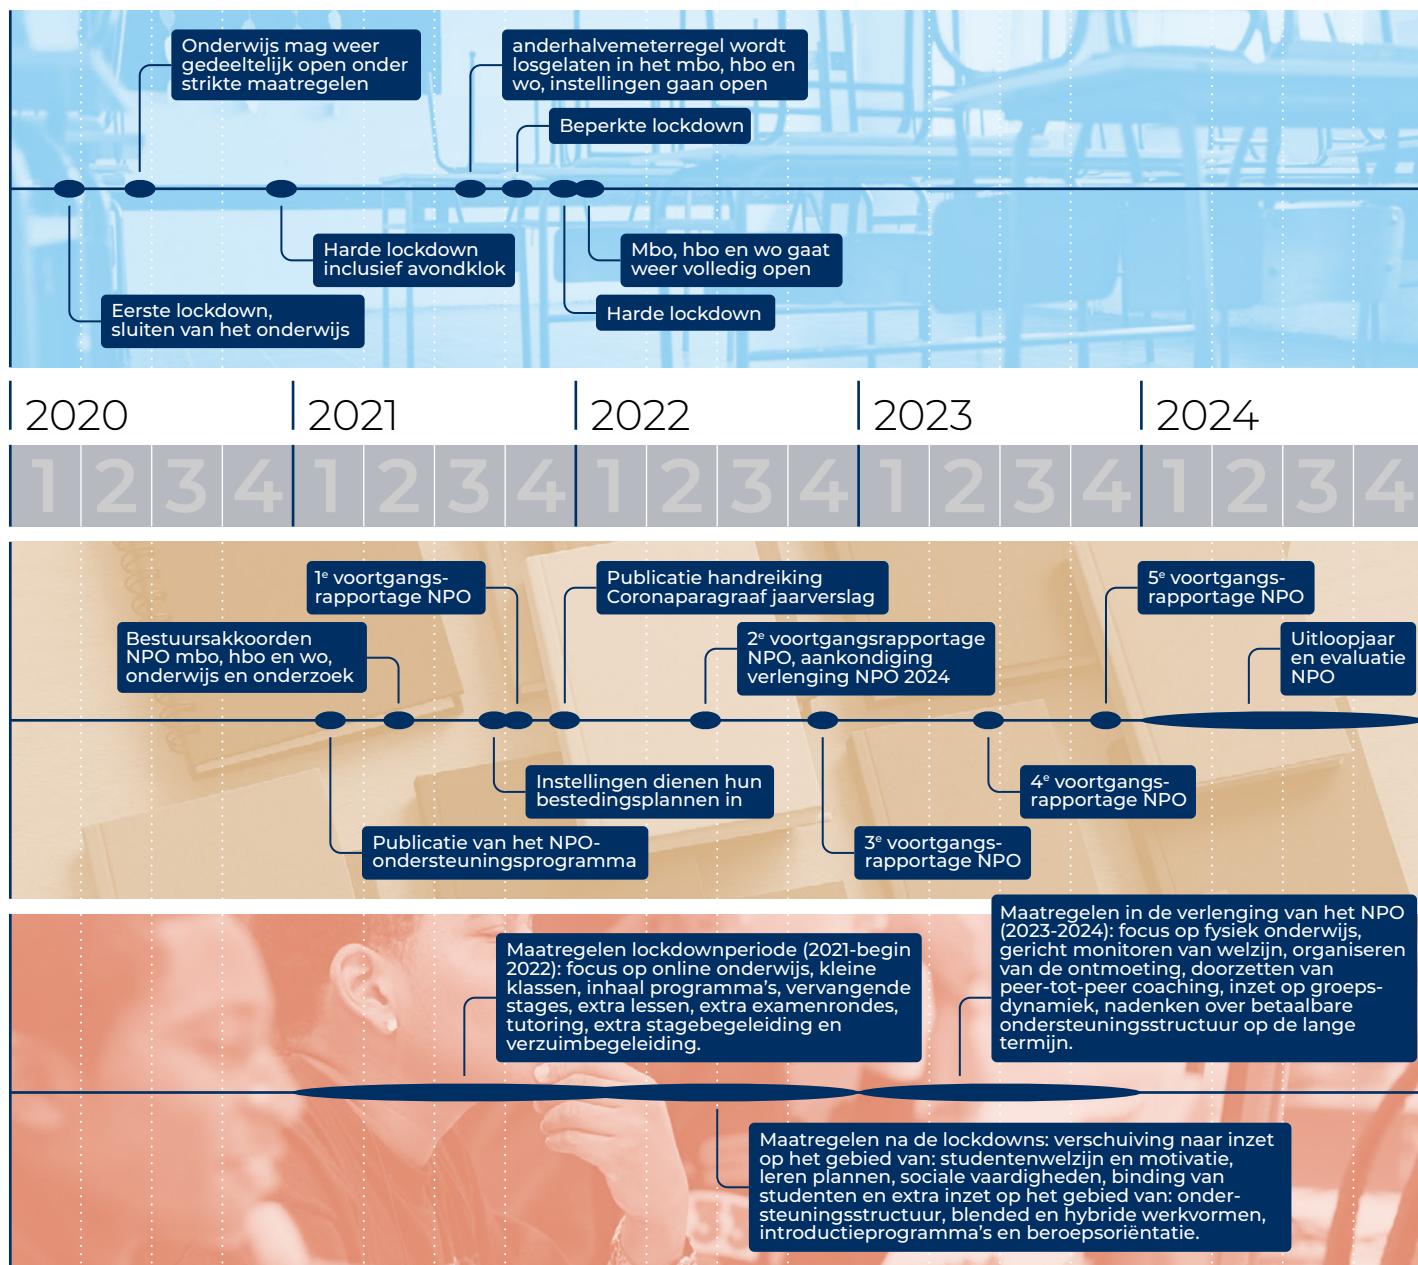 Onderwijs mag weer
gedeeltelijk open onder
strikte maatregelen
anderhalvemeterregel wordt
losgelaten in het mbo, hbo en
wo, instellingen gaan open
Beperkte lockdown
Harde lockdown
inclusief avondklok
Mbo, hbo en wo gaat
weer volledig open
Eerste lockdown,
sluiten van het onderwijs
Harde lockdown
2020
2021
2022
2023
2024
1 2 3 4 1 2 3 4 1 2 3 4 1 2 3 4 1 2 3 4
1e voortgangs-
rapportage NPO
Publicatie handreiking
Coronaparagraaf jaarverslag
5e voortgangs-
rapportage NPO
Bestuursakkoorden
NPO mbo, hbo en wo,
onderwijs en onderzoek
2e voortgangsrapportage
NPO, aankondiging
verlenging NPO 2024
Uitloopjaar
en evaluatie
NPO
Instellingen dienen hun
bestedingsplannen in
4e voortgangs-
rapportage NPO
Publicatie van het NPO-
ondersteuningsprogramma
3e voortgangs-
rapportage NPO
Maatregelen lockdownperiode (2021-begin
2022): focus op online onderwijs, kleine
klassen, inhaal programma's, vervangende
stages, extra lessen, extra examenrondes,
tutoring, extra stagebegeleiding en
verzuimbegeleiding.
Maatregelen in de verlenging van het NPO
(2023-2024): focus op fysiek onderwijs,
gericht monitoren van welzijn, organiseren
van de ontmoeting, doorzetten van
peer-tot-peer coaching, inzet op groeps-
dynamiek, nadenken over betaalbare
ondersteuningsstructuur op de lange
termijn.
Maatregelen na de lockdowns: verschuiving naar inzet
op het gebied van: studentenwelzijn en motivatie,
leren plannen, sociale vaardigheden, binding van
studenten en extra inzet op het gebied van: onder-
steuningsstructuur, blended en hybride werkvormen,
introductieprogramma's en beroepsoriëntatie.